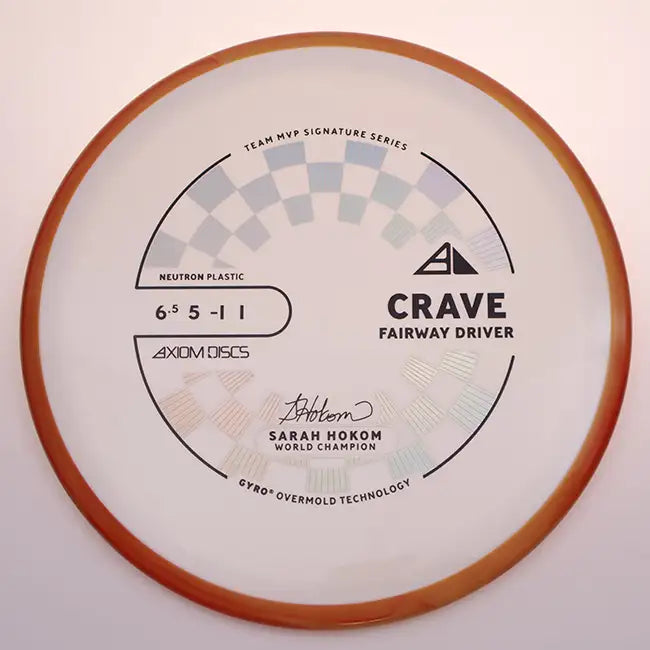 TEAM MVP SIGNATURE SERIES
NEUTRON PLASTIC
6.5 5 -1 1
AXIOM DISCS
CRAVE
FAIRWAY DRIVER
SHokom
SARAH HOKOM
WORLD CHAMPION
GYRO® OVERMOLD TECHNOLOGY